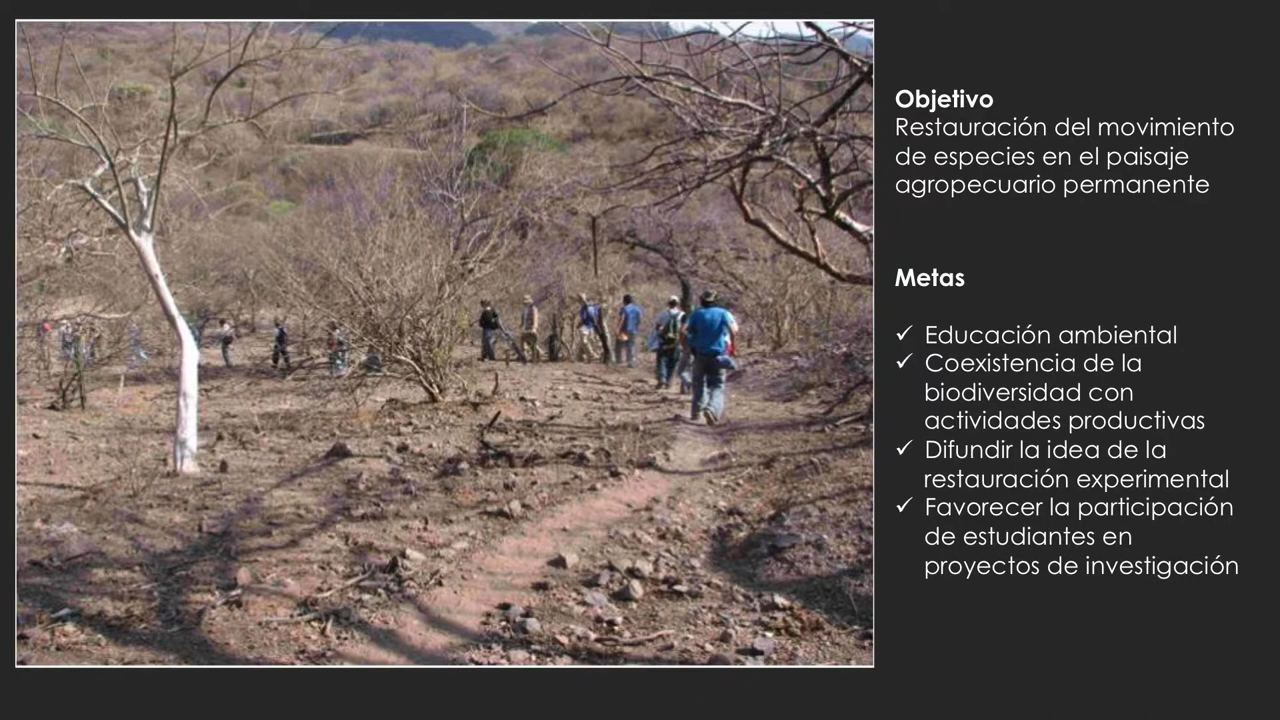 Objetivo
Restauración del movimiento
de especies en el paisaje
agropecuario permanente
Metas
✓ Educación ambiental
✓ Coexistencia de la
biodiversidad con
actividades productivas
✓ Difundir la idea de la
restauración experimental
✓ Favorecer la participación
de estudiantes en
proyectos de investigación